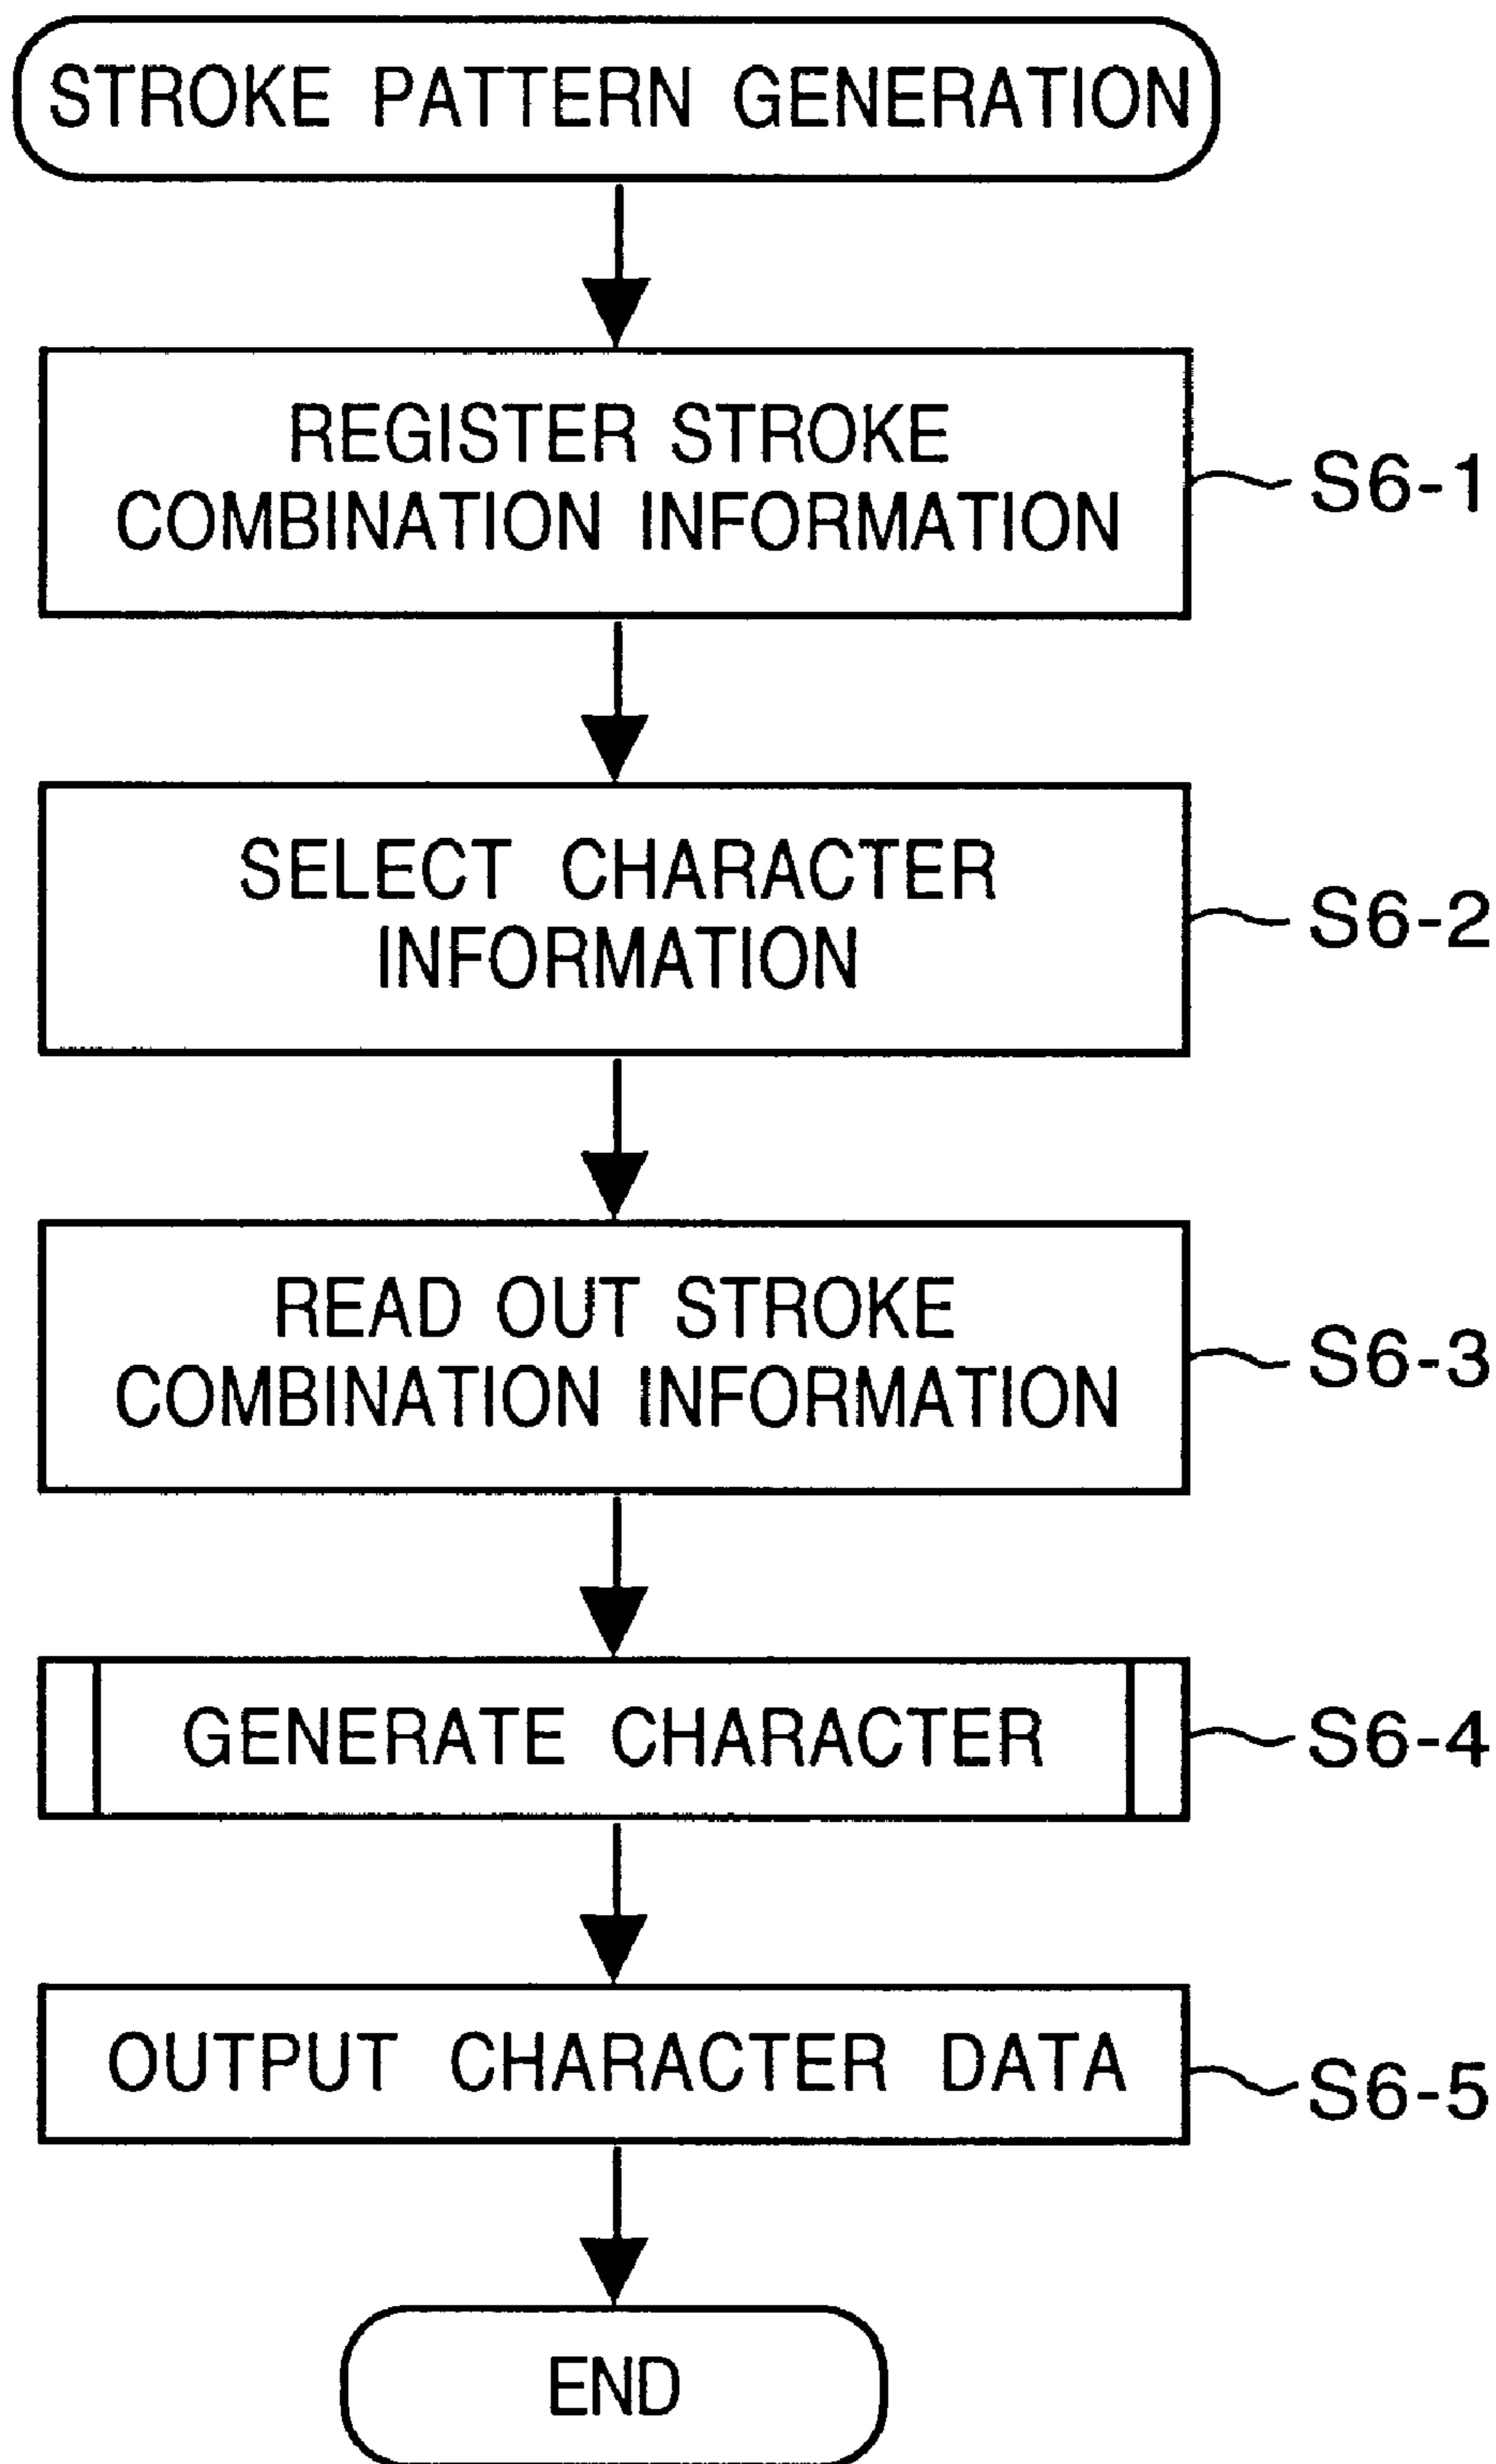 STROKE PATTERN GENERATION
REGISTER STROKE
COMBINATION INFORMATION
S6-1
SELECT CHARACTER
INFORMATION
S6-2
READ OUT STROKE
COMBINATION INFORMATION
S6-3
GENERATE CHARACTER
S6-4
OUTPUT CHARACTER DATA
S6-5
END